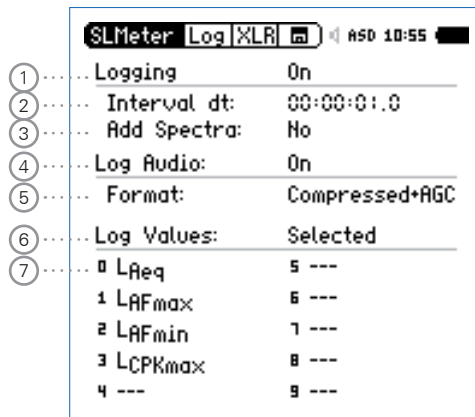 SLMeter Log XLR ASD 10:55
① Logging On
② Interval dt: 00:00:01.0
③ Add Spectra: No
④ Log Audio: On
⑤ Format: Compressed+AGC
⑥ Log Values: Selected
⑦ 0 LAeq 5 ---
1 LAFmax 6 ---
2 LAFmin 7 ---
3 LCPKmax 8 ---
4 --- 9 ---